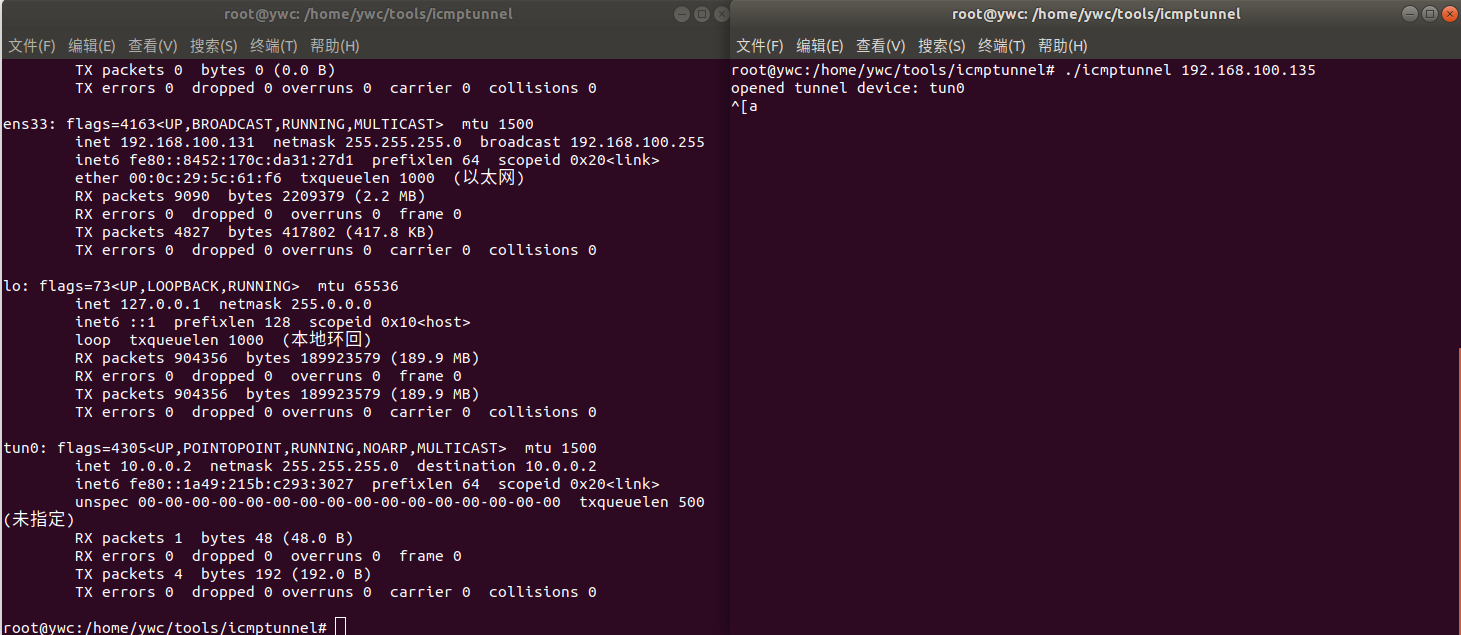 root@ywc: /home/ywc/tools/icmptunnel
文件(F) 编辑(E) 查看(V) 搜索(S) 终端(T) 帮助(H)
TX packets 0  bytes 0 (0.0 B)
TX errors 0  dropped 0 overruns 0  carrier 0  collisions 0
ens33: flags=4163<UP,BROADCAST,RUNNING,MULTICAST>  mtu 1500
inet 192.168.100.131  netmask 255.255.255.0  broadcast 192.168.100.255
inet6 fe80::8452:170c:da31:27d1  prefixlen 64  scopeid 0x20<link>
ether 00:0c:29:5c:61:f6  txqueuelen 1000  (以太网)
RX packets 9090  bytes 2209379 (2.2 MB)
RX errors 0  dropped 0  overruns 0  frame 0
TX packets 4827  bytes 417802 (417.8 KB)
TX errors 0  dropped 0 overruns 0  carrier 0  collisions 0
lo: flags=73<UP,LOOPBACK,RUNNING>  mtu 65536
inet 127.0.0.1  netmask 255.0.0.0
inet6 ::1  prefixlen 128  scopeid 0x10<host>
loop  txqueuelen 1000  (本地环回)
RX packets 904356  bytes 189923579 (189.9 MB)
RX errors 0  dropped 0  overruns 0  frame 0
TX packets 904356  bytes 189923579 (189.9 MB)
TX errors 0  dropped 0 overruns 0  carrier 0  collisions 0
tun0: flags=4305<UP,POINTOPOINT,RUNNING,NOARP,MULTICAST>  mtu 1500
inet 10.0.0.2  netmask 255.255.255.0  destination 10.0.0.2
inet6 fe80::1a49:215b:c293:3027  prefixlen 64  scopeid 0x20<link>
unspec 00-00-00-00-00-00-00-00-00-00-00-00-00-00-00-00  txqueuelen 500
(未指定)
RX packets 1  bytes 48 (48.0 B)
RX errors 0  dropped 0  overruns 0  frame 0
TX packets 4  bytes 192 (192.0 B)
TX errors 0  dropped 0 overruns 0  carrier 0  collisions 0
root@ywc:/home/ywc/tools/icmptunnel#
root@ywc: /home/ywc/tools/icmptunnel
文件(F) 编辑(E) 查看(V) 搜索(S) 终端(T) 帮助(H)
root@ywc:/home/ywc/tools/icmptunnel# ./icmptunnel 192.168.100.135
opened tunnel device: tun0
^[a